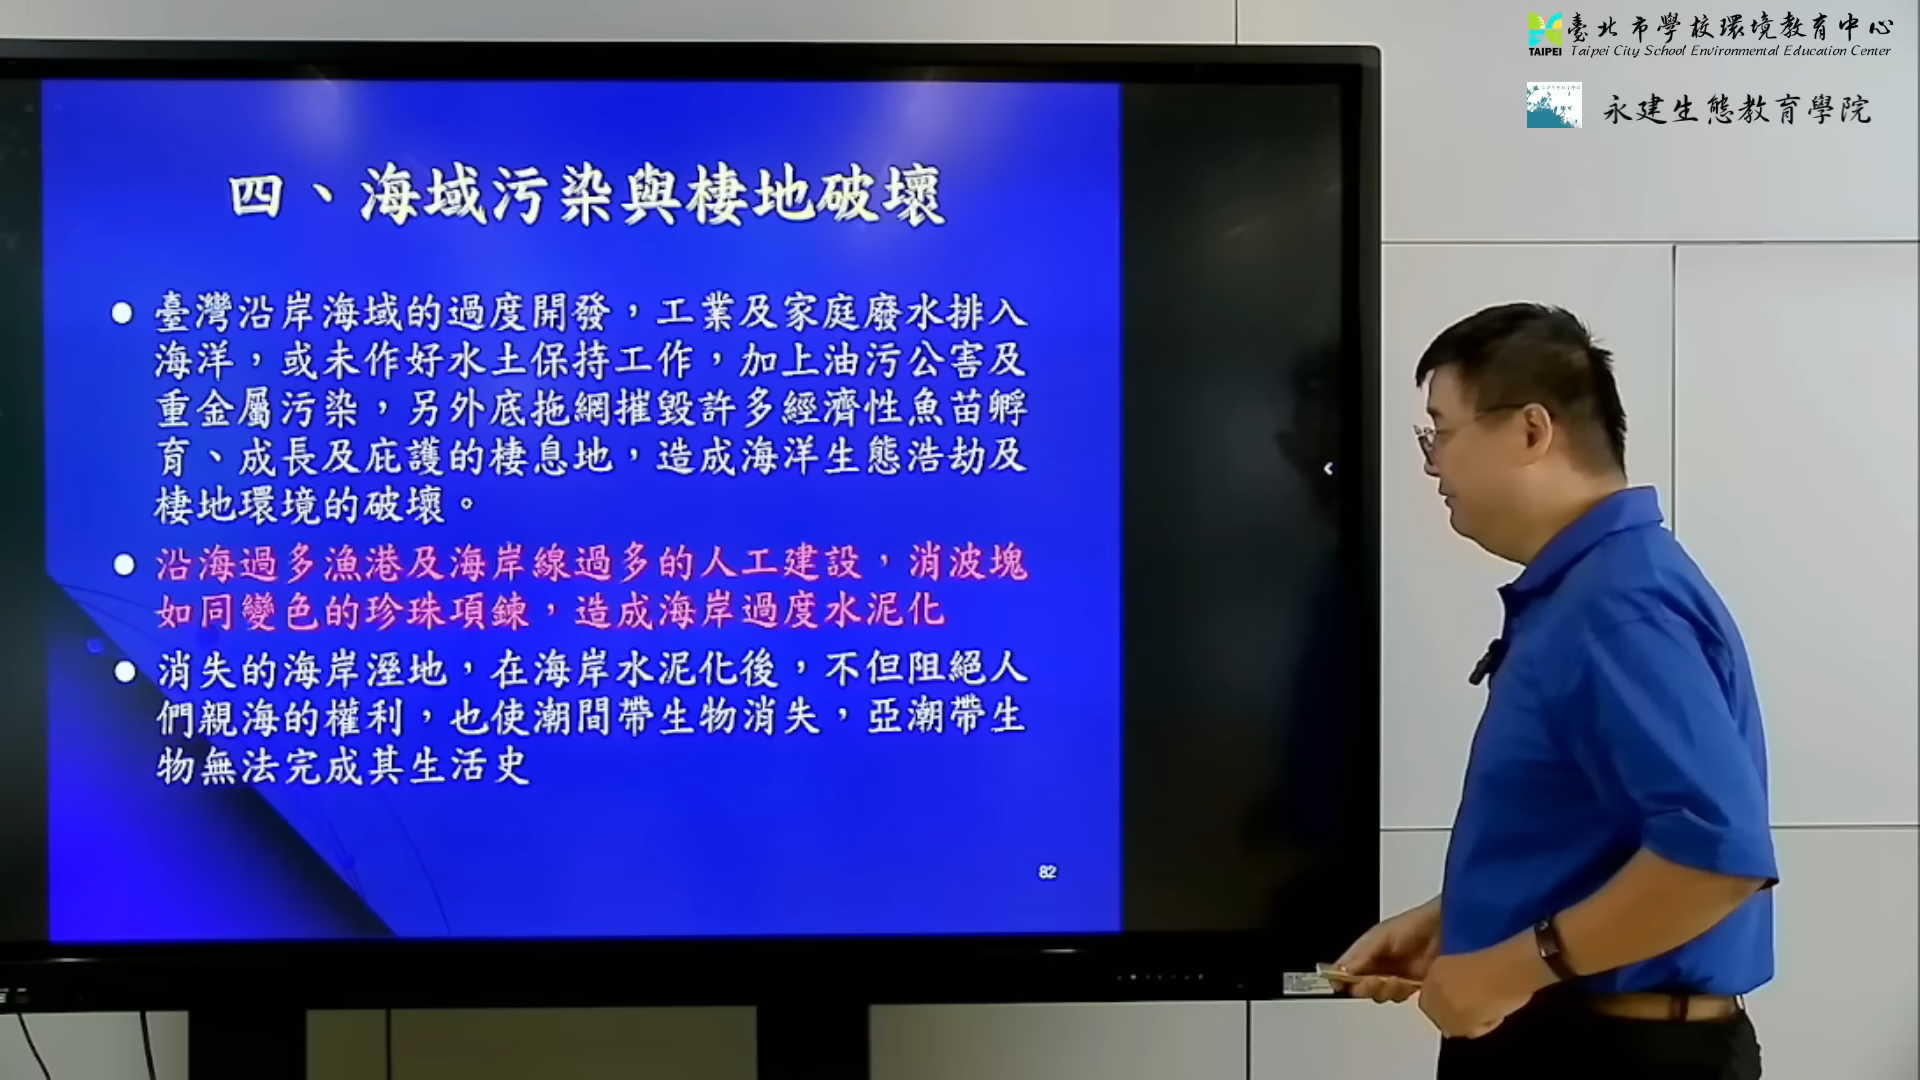 臺北市學校環境教育中心
TAIPEI
Taipei City School Environmental Education Center
永建生態教育學院
四、海域污染與棲地破壞
臺灣沿岸海域的過度開發，工業及家庭廢水排入
海洋，或未作好水土保持工作，加上油污公害及
重金屬污染，另外底拖網摧毀許多經濟性魚苗孵
育、成長及庇護的棲息地，造成海洋生態浩劫及
棲地環境的破壞。
沿海過多漁港及海岸線過多的人工建設，消波塊
如同變色的珍珠項鍊，造成海岸過度水泥化
消失的海岸溼地，在海岸水泥化後，不但阻絕人
們親海的權利，也使潮間帶生物消失，亞潮帶生
物無法完成其生活史
82